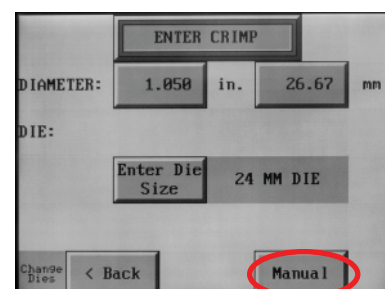 ENTER CRIMP
DIAMETER: 1.050 in. 26.67 mm
DIE:
Enter Die
Size
24 MM DIE
Change
Dies
< Back
Manual